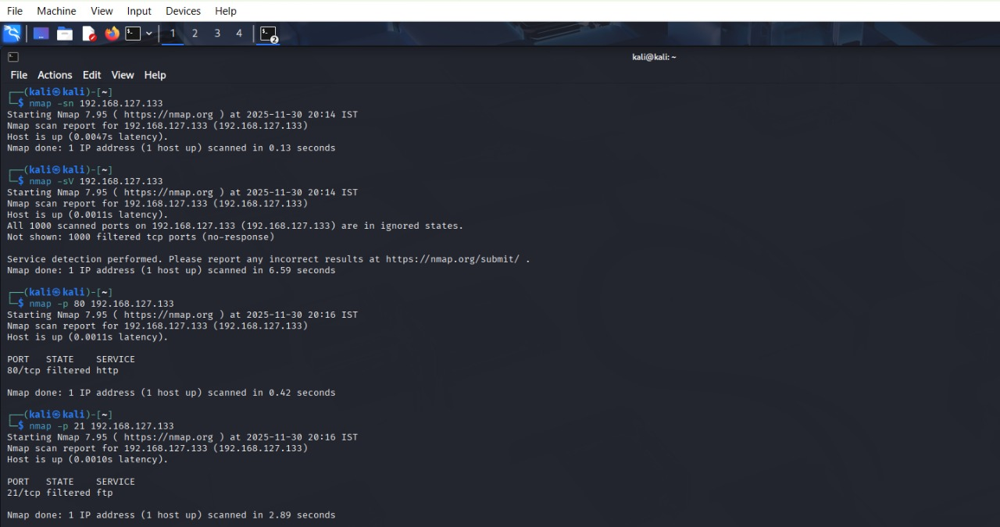 File Machine View Input Devices Help
1 2 3 4 2
kali@kali: ~
File Actions Edit View Help
┌──(kali㉿kali)-[~]
└─$ nmap -sn 192.168.127.133
Starting Nmap 7.95 ( https://nmap.org ) at 2025-11-30 20:14 IST
Nmap scan report for 192.168.127.133 (192.168.127.133)
Host is up (0.0047s latency).
Nmap done: 1 IP address (1 host up) scanned in 0.13 seconds
┌──(kali㉿kali)-[~]
└─$ nmap -sV 192.168.127.133
Starting Nmap 7.95 ( https://nmap.org ) at 2025-11-30 20:14 IST
Nmap scan report for 192.168.127.133 (192.168.127.133)
Host is up (0.0011s latency).
All 1000 scanned ports on 192.168.127.133 (192.168.127.133) are in ignored states.
Not shown: 1000 filtered tcp ports (no-response)
Service detection performed. Please report any incorrect results at https://nmap.org/submit/ .
Nmap done: 1 IP address (1 host up) scanned in 6.59 seconds
┌──(kali㉿kali)-[~]
└─$ nmap -p 80 192.168.127.133
Starting Nmap 7.95 ( https://nmap.org ) at 2025-11-30 20:16 IST
Nmap scan report for 192.168.127.133 (192.168.127.133)
Host is up (0.0011s latency).
PORT   STATE    SERVICE
80/tcp filtered http
Nmap done: 1 IP address (1 host up) scanned in 0.42 seconds
┌──(kali㉿kali)-[~]
└─$ nmap -p 21 192.168.127.133
Starting Nmap 7.95 ( https://nmap.org ) at 2025-11-30 20:16 IST
Nmap scan report for 192.168.127.133 (192.168.127.133)
Host is up (0.0010s latency).
PORT   STATE    SERVICE
21/tcp filtered ftp
Nmap done: 1 IP address (1 host up) scanned in 2.89 seconds